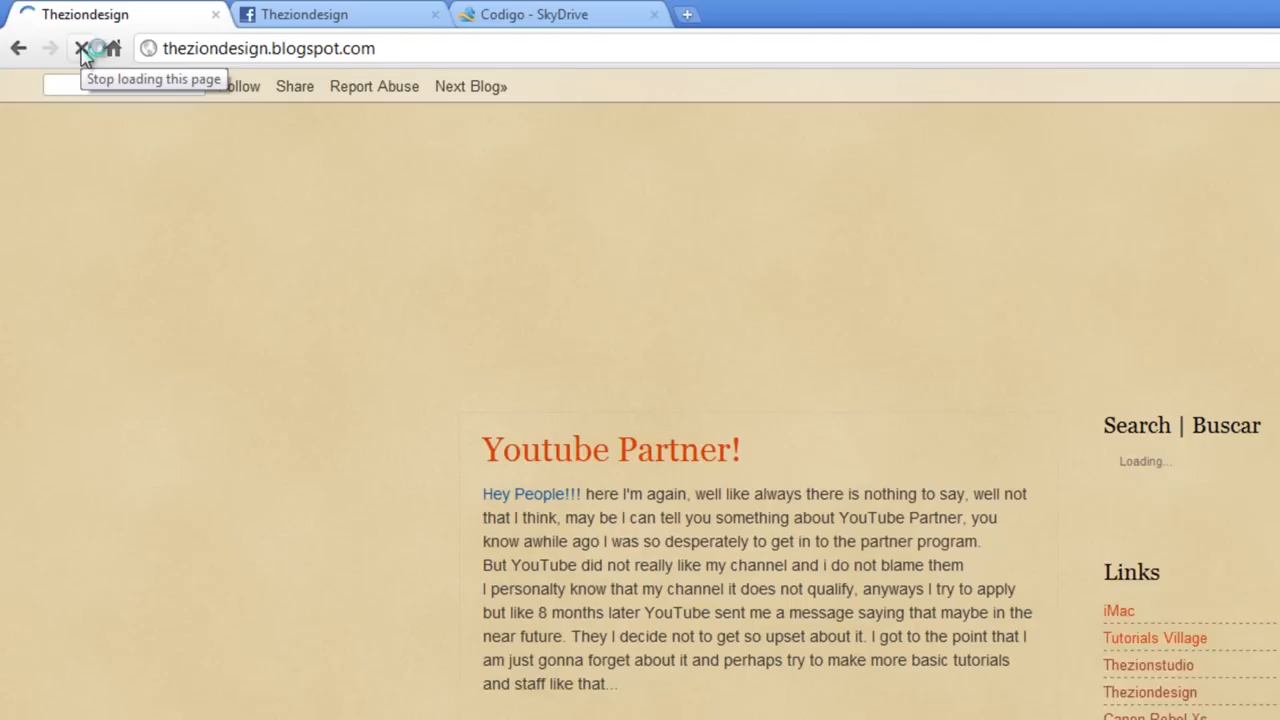 Theziondesign
Theziondesign
Codigo - SkyDrive
theziondesign.blogspot.com
Stop loading this page
ollow
Share
Report Abuse
Next Blog»
Youtube Partner!
Hey People!!! here I'm again, well like always there is nothing to say, well not
that I think, may be I can tell you something about YouTube Partner, you
know awhile ago I was so desperately to get in to the partner program.
But YouTube did not really like my channel and i do not blame them
I personalty know that my channel it does not qualify, anyways I try to apply
but like 8 months later YouTube sent me a message saying that maybe in the
near future. They I decide not to get so upset about it. I got to the point that I
am just gonna forget about it and perhaps try to make more basic tutorials
and staff like that...
Search | Buscar
Loading...
Links
iMac
Tutorials Village
Thezionstudio
Theziondesign
Canon Rebel Xs